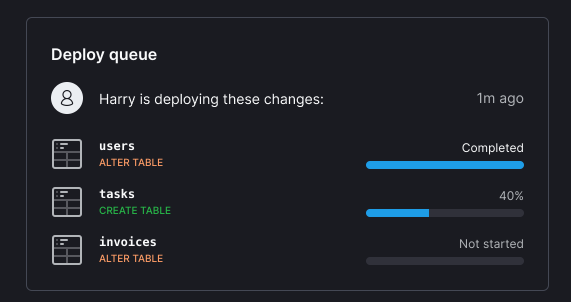 Deploy queue
Harry is deploying these changes: 1m ago
users Completed
ALTER TABLE
tasks 40%
CREATE TABLE
invoices Not started
ALTER TABLE